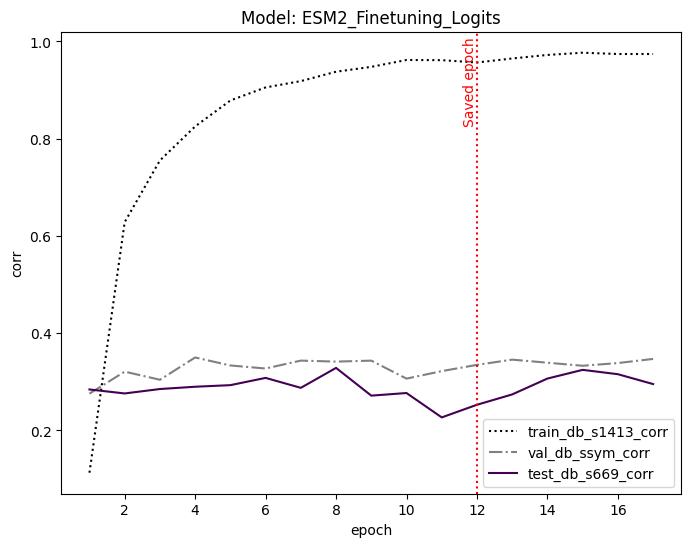 Model: ESM2_Finetuning_Logits
1.0
0.8
0.6
0.4
0.2
corr
Saved epoch
train_db_s1413_corr
val_db_ssym_corr
test_db_s669_corr
2 4 6 8 10 12 14 16
epoch